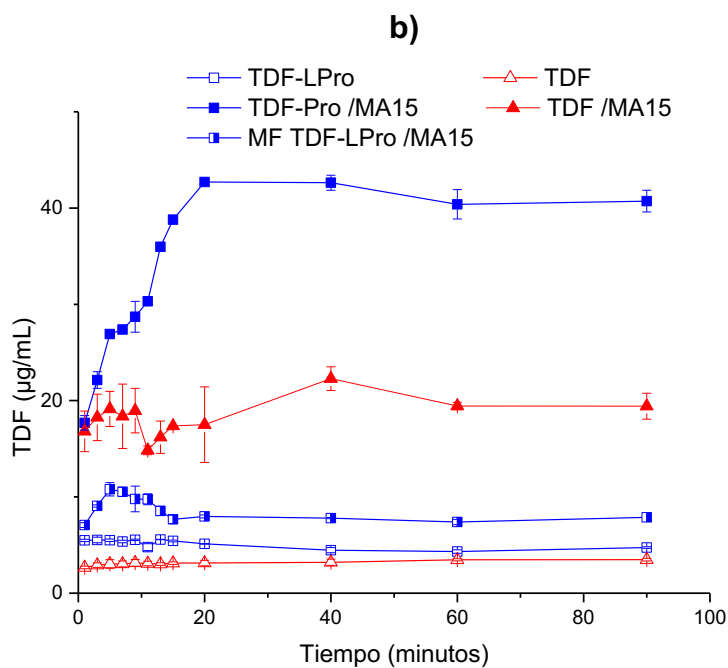 b)
TDF-LPro TDF
TDF-Pro /MA15 TDF /MA15
MF TDF-LPro /MA15
40
20
0
TDF (µg/mL)
0 20 40 60 80 100
Tiempo (minutos)